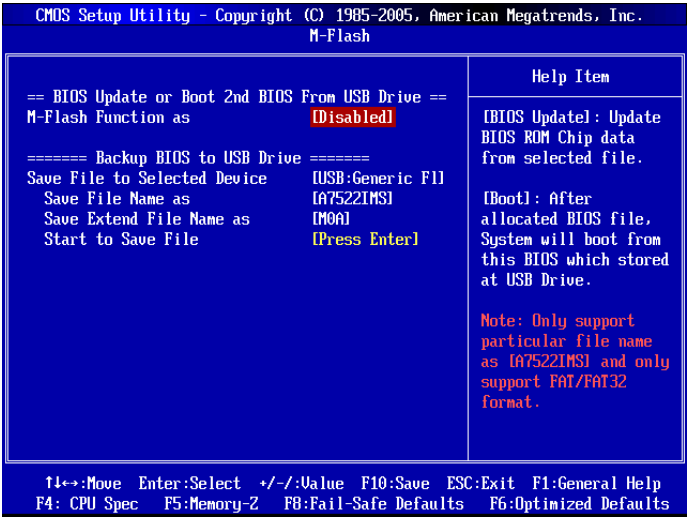 CMOS Setup Utility - Copyright (C) 1985-2005, American Megatrends, Inc.
M-Flash
== BIOS Update or Boot 2nd BIOS From USB Drive ==
M-Flash Function as [Disabled]
======= Backup BIOS to USB Drive =======
Save File to Selected Device [USB:Generic Fl]
Save File Name as [A7522IMS]
Save Extend File Name as [M0A]
Start to Save File [Press Enter]
Help Item
[BIOS Update]: Update
BIOS ROM Chip data
from selected file.
[Boot]: After
allocated BIOS file,
System will boot from
this BIOS which stored
at USB Drive.
Note: Only support
particular file name
as [A7522IMS] and only
support FAT/FAT32
format.
↑↓←→:Move Enter:Select +/-/:Value F10:Save ESC:Exit F1:General Help
F4: CPU Spec F5:Memory-Z F8:Fail-Safe Defaults F6:Optimized Defaults